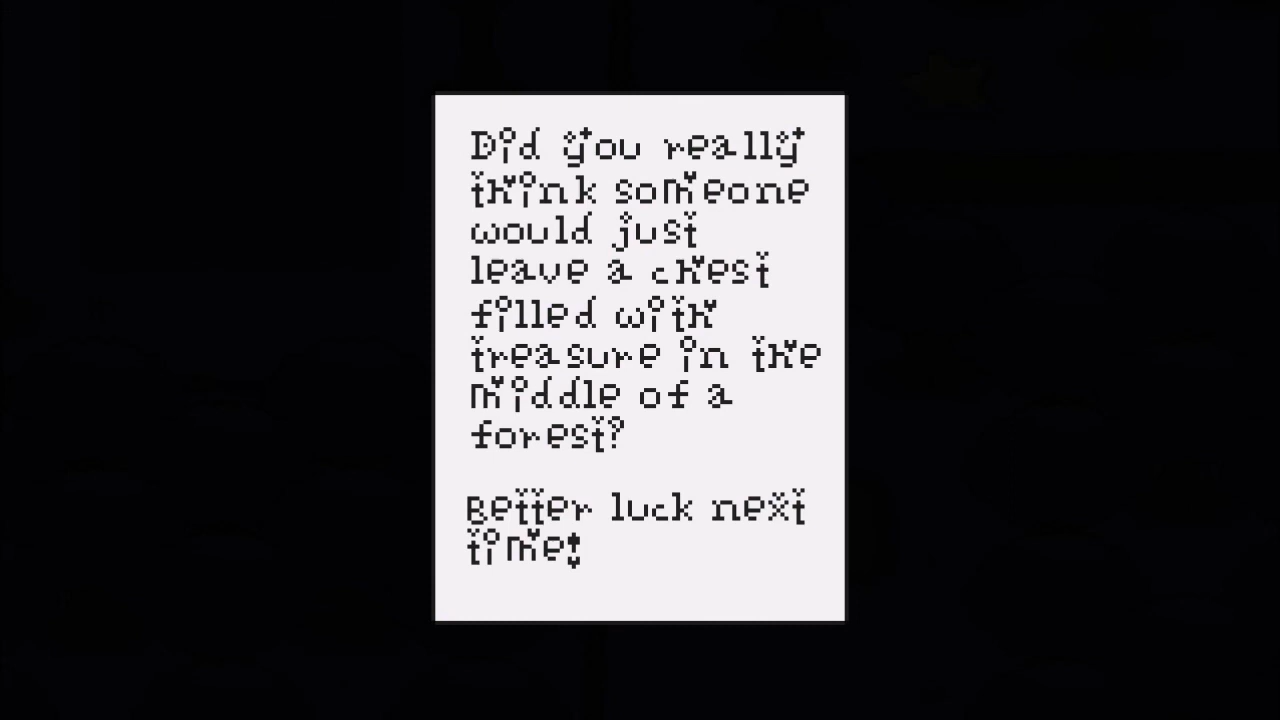 Did you really
think someone
would just
leave a chest
filled with
treasure in the
middle of a
forest?
Better luck next
time!